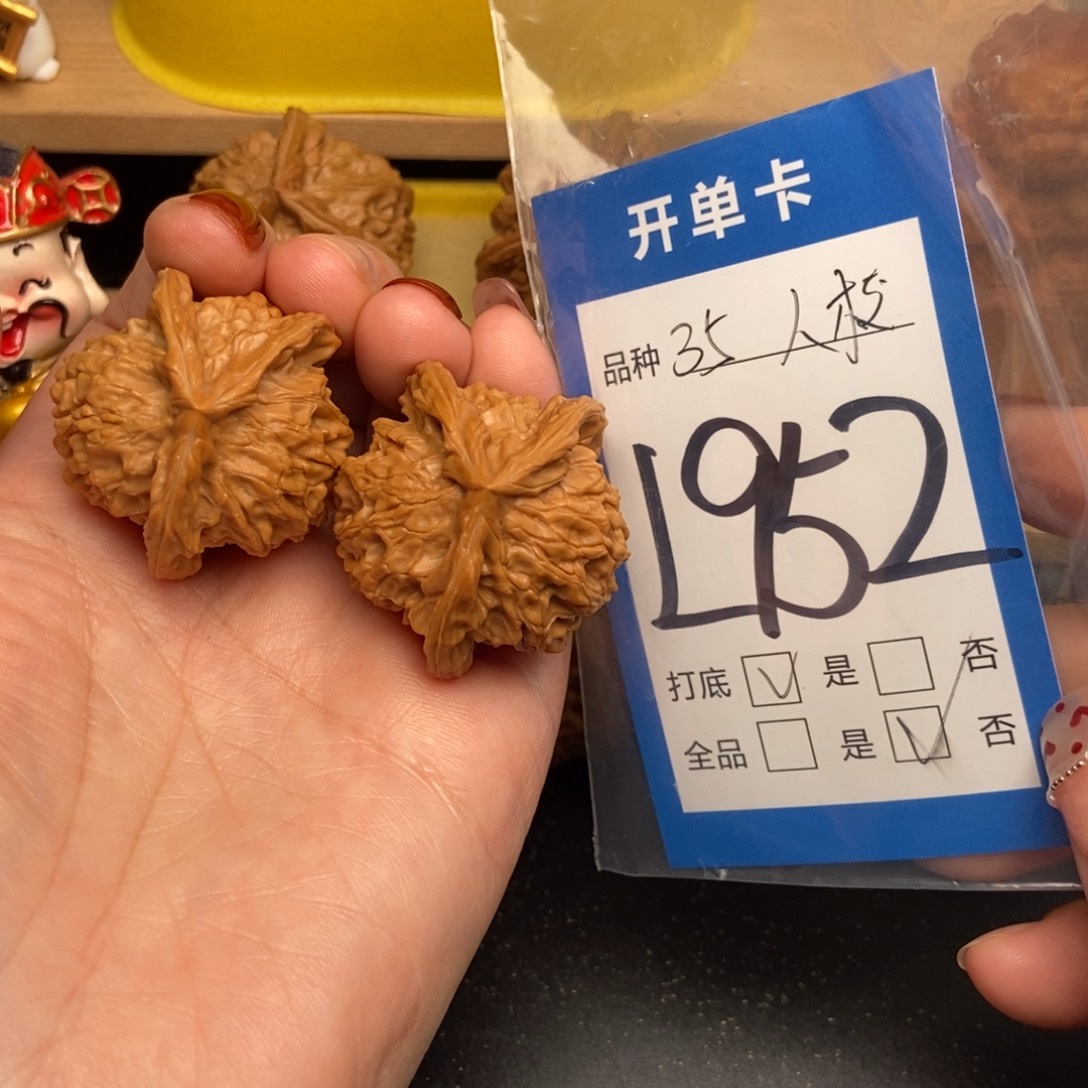 开单卡
品种 35 人
L952
打底 ☑ 是 ☐ 否
全品 ☐ 是 ☑ 否